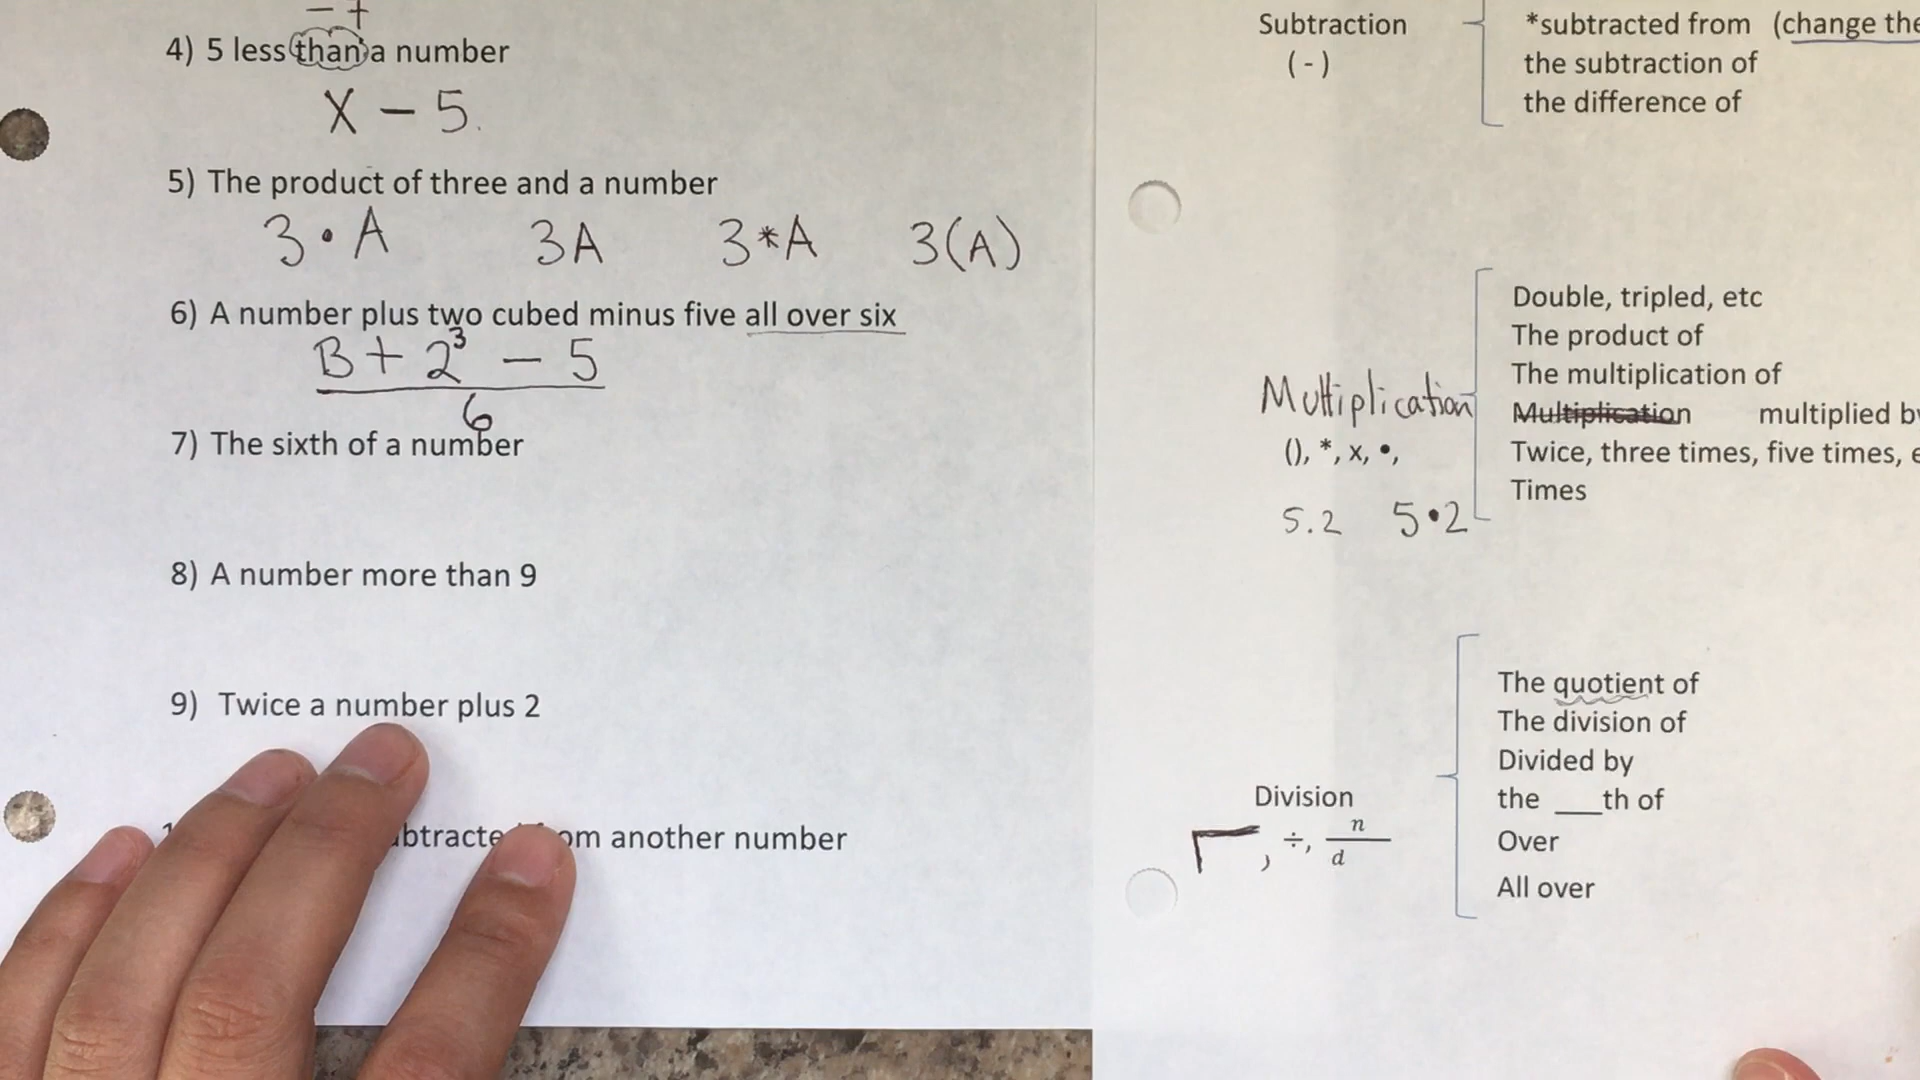 − +
4) 5 less than a number
X − 5.
5) The product of three and a number
3 • A 3A 3*A 3(A)
6) A number plus two cubed minus five all over six
B + 2³ − 5
6
7) The sixth of a number
8) A number more than 9
9) Twice a number plus 2
from another number
Subtraction
(-)
*subtracted from (change the
the subtraction of
the difference of
Multiplication
(), *, x, •,
5.2 5•2
Double, tripled, etc
The product of
The multiplication of
Multiplication multiplied by
Twice, three times, five times,
Times
Division
, ÷, n
d
The quotient of
The division of
Divided by
the ___th of
Over
All over